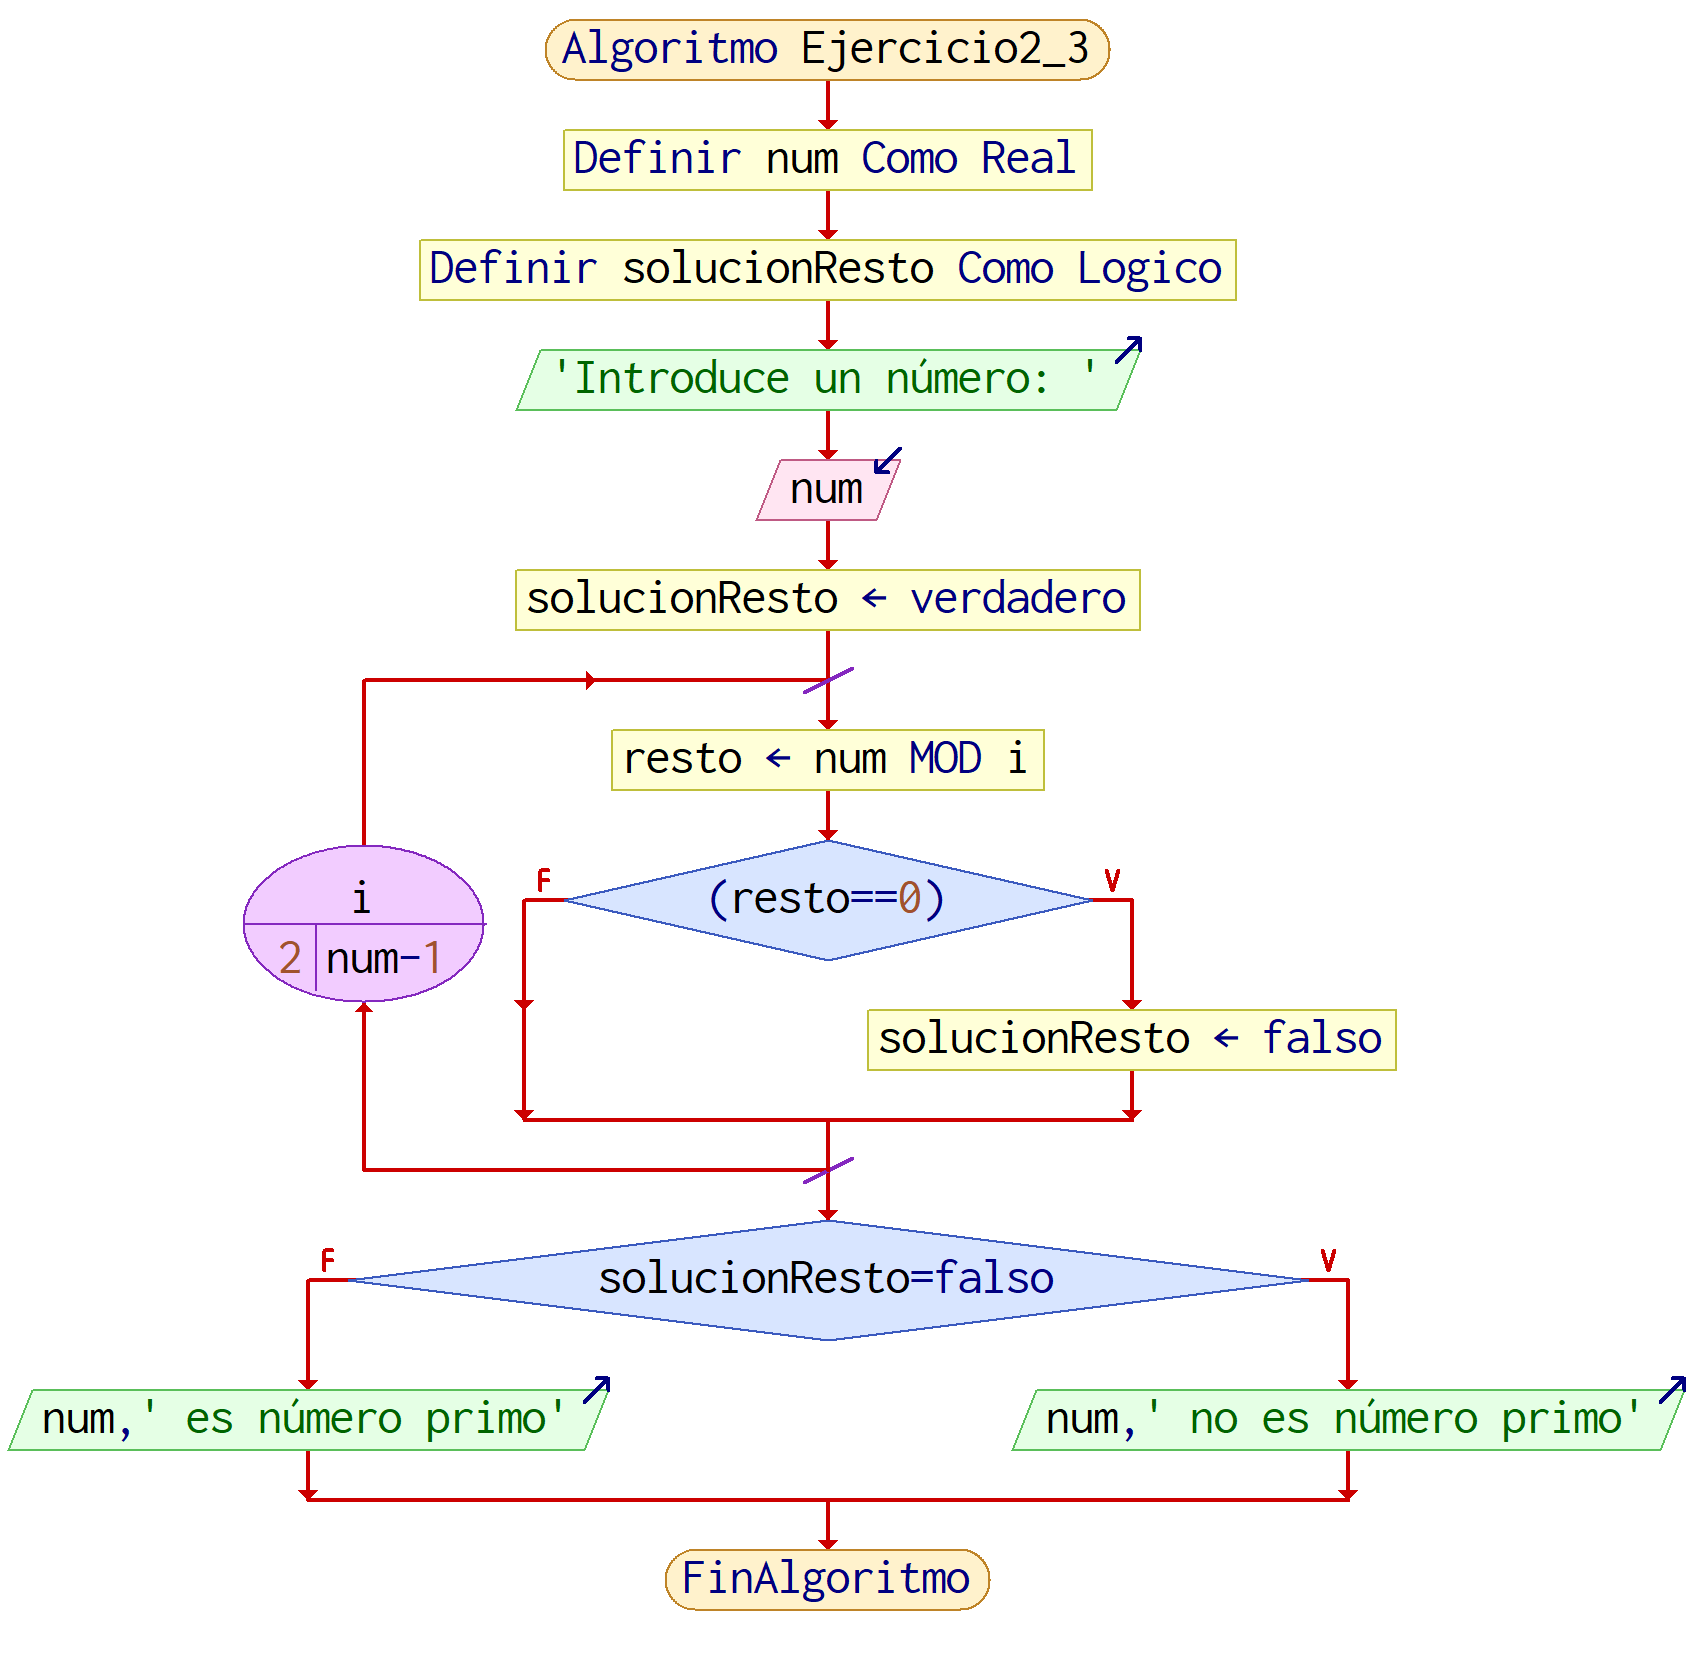 Algoritmo Ejercicio2_3
Definir num Como Real
Definir solucionResto Como Logico
'Introduce un número: '
num
solucionResto ← verdadero
resto ← num MOD i
F
(resto==0)
V
i
2
num-1
solucionResto ← falso
F
solucionResto=falso
V
num,' es número primo'
num,' no es número primo'
FinAlgoritmo